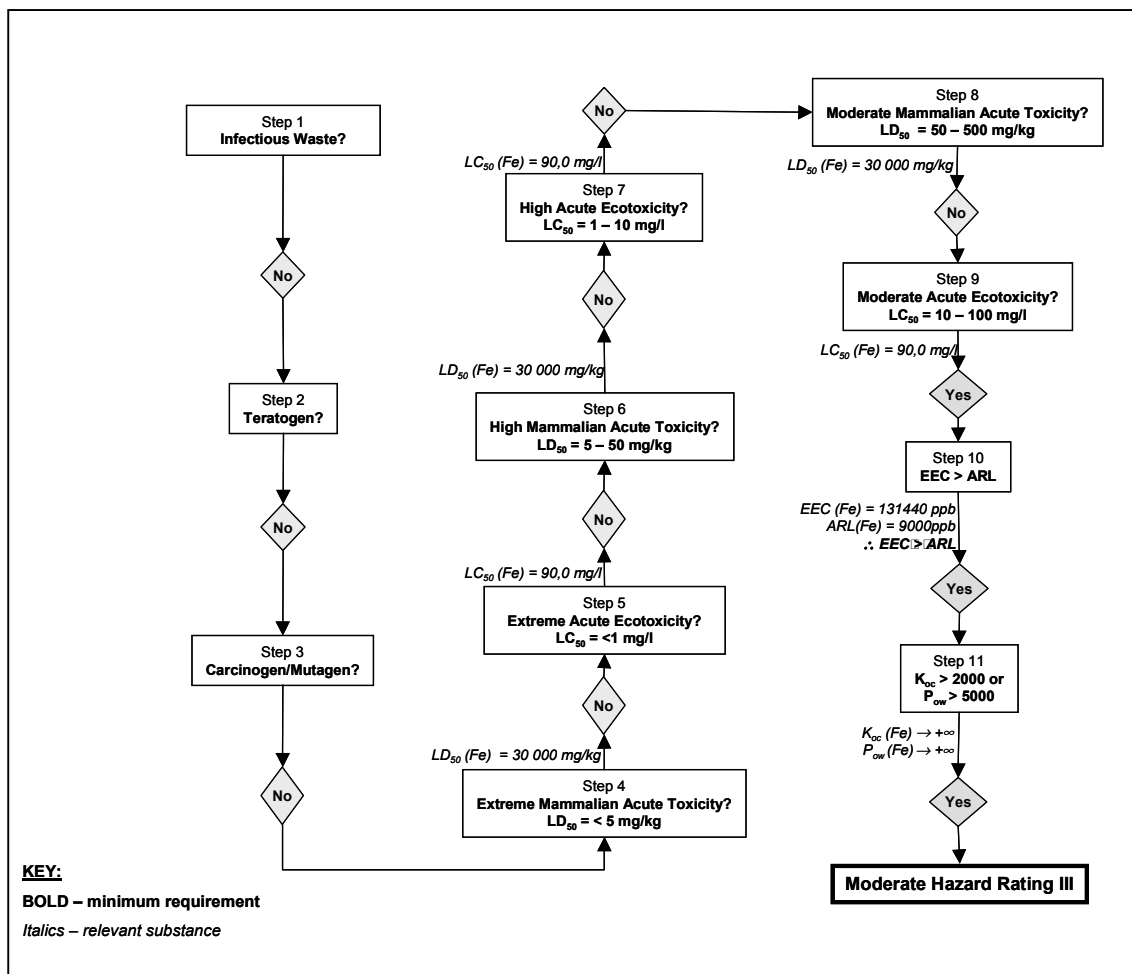 Step 1
Infectious Waste?
No
Step 2
Teratogen?
No
Step 3
Carcinogen/Mutagen?
No
Step 4
Extreme Mammalian Acute Toxicity?
LD50 = < 5 mg/kg
LD50 (Fe) = 30 000 mg/kg
No
Step 5
Extreme Acute Ecotoxicity?
LC50 = <1 mg/l
LC50 (Fe) = 90,0 mg/l
No
Step 6
High Mammalian Acute Toxicity?
LD50 = 5 – 50 mg/kg
LD50 (Fe) = 30 000 mg/kg
No
Step 7
High Acute Ecotoxicity?
LC50 = 1 – 10 mg/l
LC50 (Fe) = 90,0 mg/l
No
Step 8
Moderate Mammalian Acute Toxicity?
LD50 = 50 – 500 mg/kg
LD50 (Fe) = 30 000 mg/kg
No
Step 9
Moderate Acute Ecotoxicity?
LC50 = 10 – 100 mg/l
LC50 (Fe) = 90,0 mg/l
Yes
Step 10
EEC > ARL
EEC (Fe) = 131440 ppb
ARL(Fe) = 9000ppb
∴ EEC > ARL
Yes
Step 11
Koc > 2000 or
Pow > 5000
Koc (Fe) → +∞
Pow (Fe) → +∞
Yes
Moderate Hazard Rating III
KEY:
BOLD – minimum requirement
Italics – relevant substance